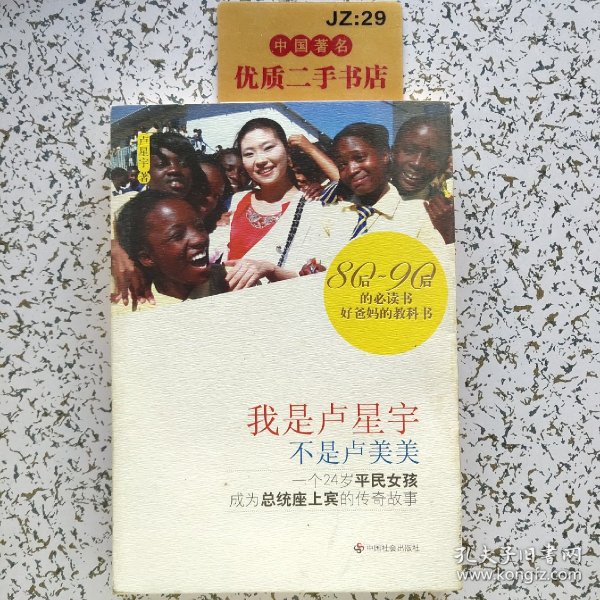 JZ:29
中国著名
优质二手书店
卢星宇 著
80后~90后
的必读书
好爸妈的教科书
我是卢星宇
不是卢美美
一个24岁平民女孩
成为总统座上宾的传奇故事
中国社会出版社
孔夫子旧书网
www.kongfz.com